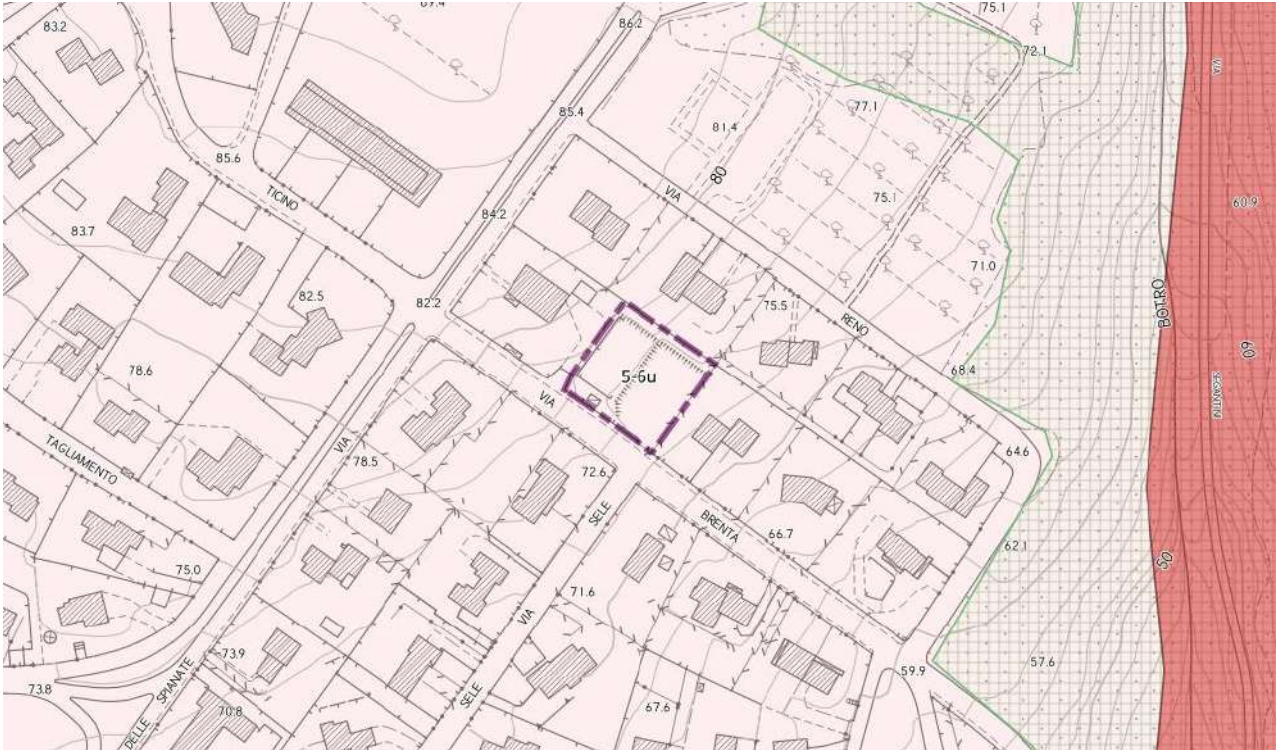 69.4
86.2
75.1
83.2
72.1
VIA
85.4
77.1
81.4
85.6
80
VIA
75.1
TICINO
60.9
84.2
83.7
71.0
82.5
82.2
75.5
BOTRO
RENO
60
68.4
78.6
5-6u
VIA
SEGANTINI
VIA
64.6
TAGLIAMENTO
78.5
72.6
SELE
BRENTA
66.7
62.1
50
75.0
71.6
VIA
73.9
57.6
59.9
73.8
SPIANATE
SELE
70.8
67.6
DELLE